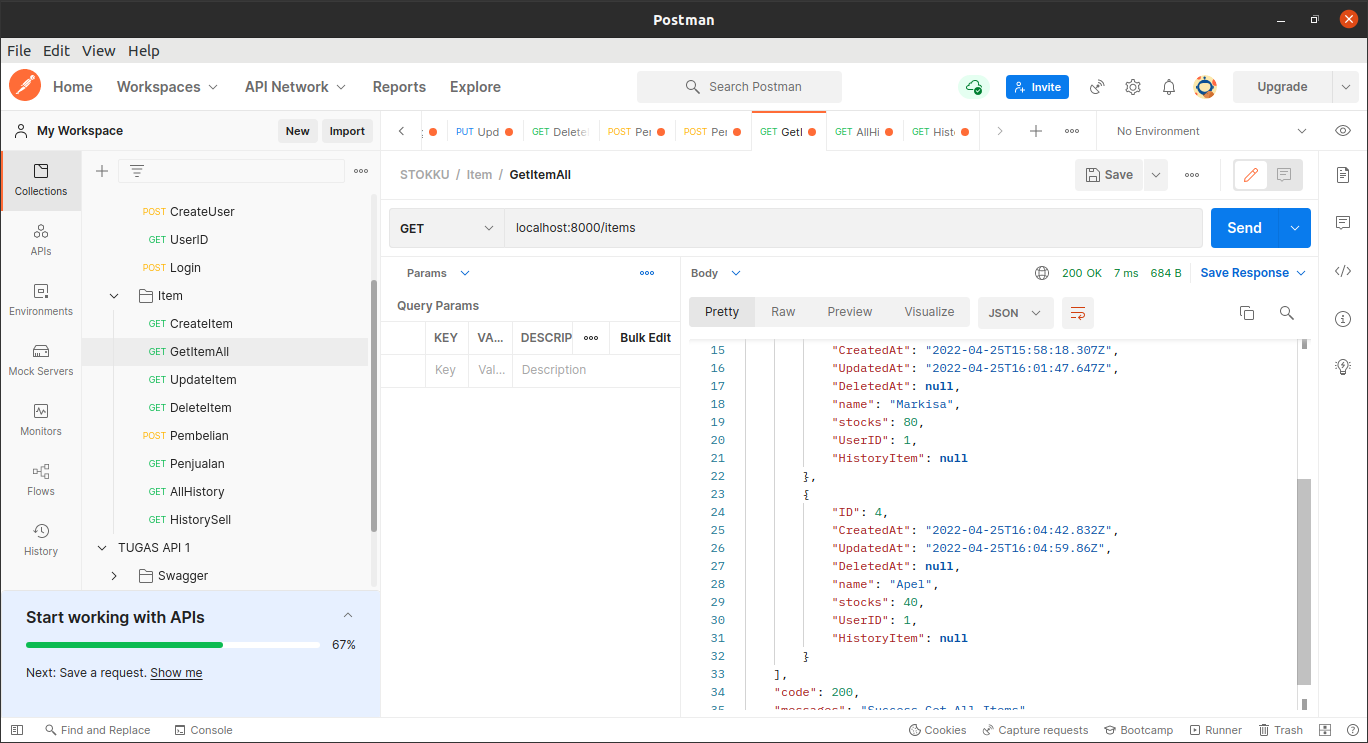 Postman
File Edit View Help
Home Workspaces API Network Reports Explore Search Postman Invite Upgrade
My Workspace New Import
PUT Upd GET Delete POST Per POST Per GET GetI GET AllHi GET Hist No Environment
Collections
APIs
Environments
Mock Servers
Monitors
Flows
History
POST CreateUser
GET UserID
POST Login
Item
GET CreateItem
GET GetItemAll
GET UpdateItem
GET DeleteItem
POST Pembelian
GET Penjualan
GET AllHistory
GET HistorySell
TUGAS API 1
Swagger
Start working with APIs
67%
Next: Save a request. Show me
STOKKU / Item / GetItemAll Save
GET localhost:8000/items Send
Params
Query Params
KEY VA... DESCRIP Bulk Edit
Key Val... Description
Body 200 OK 7 ms 684 B Save Response
Pretty Raw Preview Visualize JSON
15 "CreatedAt": "2022-04-25T15:58:18.307Z",
16 "UpdatedAt": "2022-04-25T16:01:47.647Z",
17 "DeletedAt": null,
18 "name": "Markisa",
19 "stocks": 80,
20 "UserID": 1,
21 "HistoryItem": null
22 },
23 {
24 "ID": 4,
25 "CreatedAt": "2022-04-25T16:04:42.832Z",
26 "UpdatedAt": "2022-04-25T16:04:59.86Z",
27 "DeletedAt": null,
28 "name": "Apel",
29 "stocks": 40,
30 "UserID": 1,
31 "HistoryItem": null
32 }
33 ],
34 "code": 200,
35 "messages": "Success Get All Items"
Find and Replace Console Cookies Capture requests Bootcamp Runner Trash